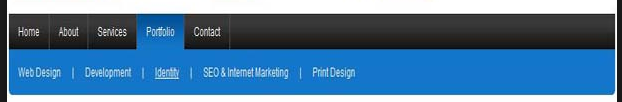 Home About Services Portfolio Contact
Web Design | Development | Identity | SEO & Internet Marketing | Print Design